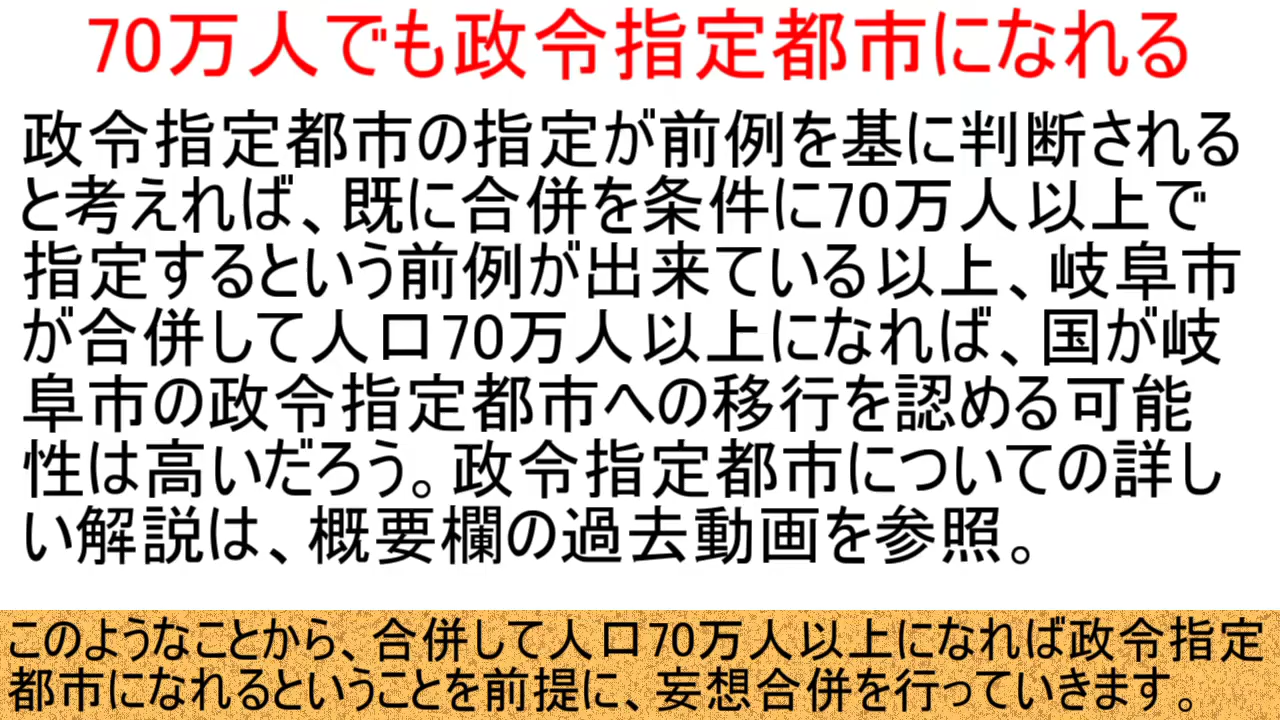 70万人でも政令指定都市になれる
政令指定都市の指定が前例を基に判断される
と考えれば、既に合併を条件に70万人以上で
指定するという前例が出来ている以上、岐阜市
が合併して人口70万人以上になれば、国が岐
阜市の政令指定都市への移行を認める可能
性は高いだろう。政令指定都市についての詳し
い解説は、概要欄の過去動画を参照。
このようなことから、合併して人口70万人以上になれば政令指定
都市になれるということを前提に、妄想合併を行っていきます。